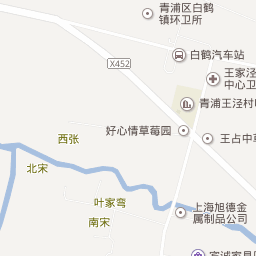 青浦区白鹤
镇环卫所
X452
白鹤汽车站
王家泾
中心卫
青浦王泾村
好心情草莓园
王占中
西张
北宋
叶家弯
南宋
上海旭德金
属制品公司